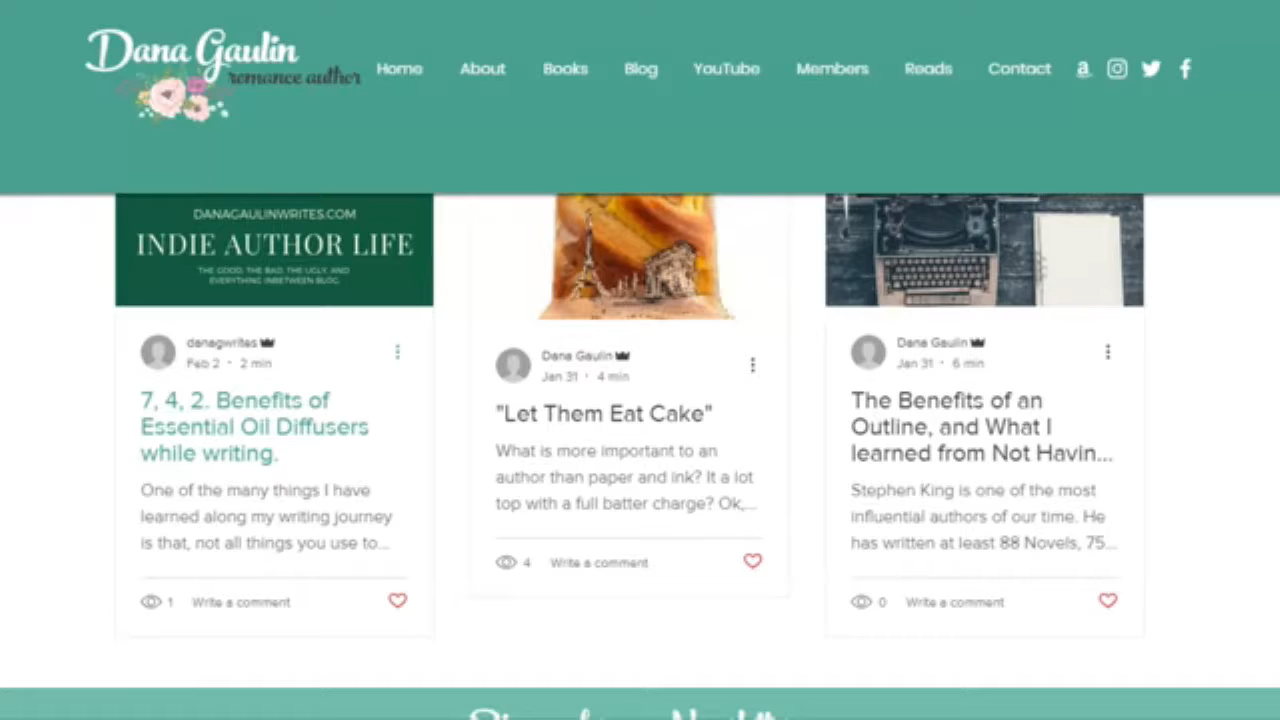 Dana Gaulin
romance author
Home About Books Blog YouTube Members Reads Contact
DANAGAULINWRITES.COM
INDIE AUTHOR LIFE
THE GOOD, THE BAD, THE UGLY, AND
EVERYTHING INBETWEEN BLOG.
danagwrites
Feb 2 · 2 min
7, 4, 2. Benefits of
Essential Oil Diffusers
while writing.
One of the many things I have
learned along my writing journey
is that, not all things you use to...
1 Write a comment
Dana Gaulin
Jan 31 · 4 min
"Let Them Eat Cake"
What is more important to an
author than paper and ink? It a lot
top with a full batter charge? Ok,...
4 Write a comment
Dana Gaulin
Jan 31 · 6 min
The Benefits of an
Outline, and What I
learned from Not Havin...
Stephen King is one of the most
influential authors of our time. He
has written at least 88 Novels, 75...
0 Write a comment